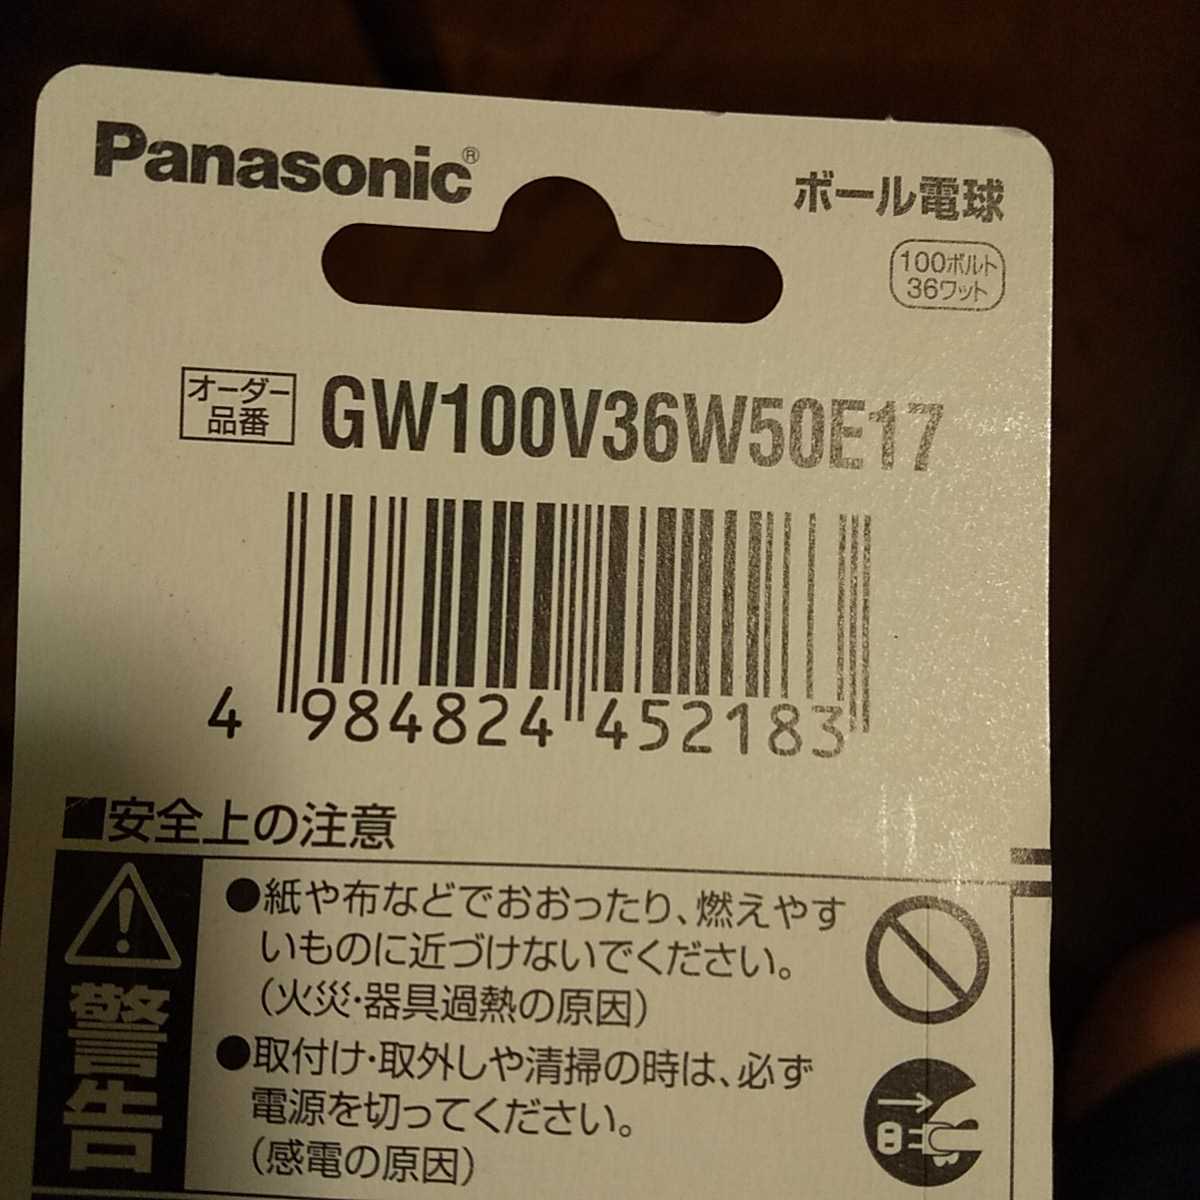 Panasonic®
ボール電球
100ボルト
36ワット
オーダー
品番
GW100V36W50E17
4 984824 452183
■安全上の注意
警告
●紙や布などでおおったり、燃えやす
いものに近づけないでください。
(火災・器具過熱の原因)
●取付け・取外しや清掃の時は、必ず
電源を切ってください。
(感電の原因)